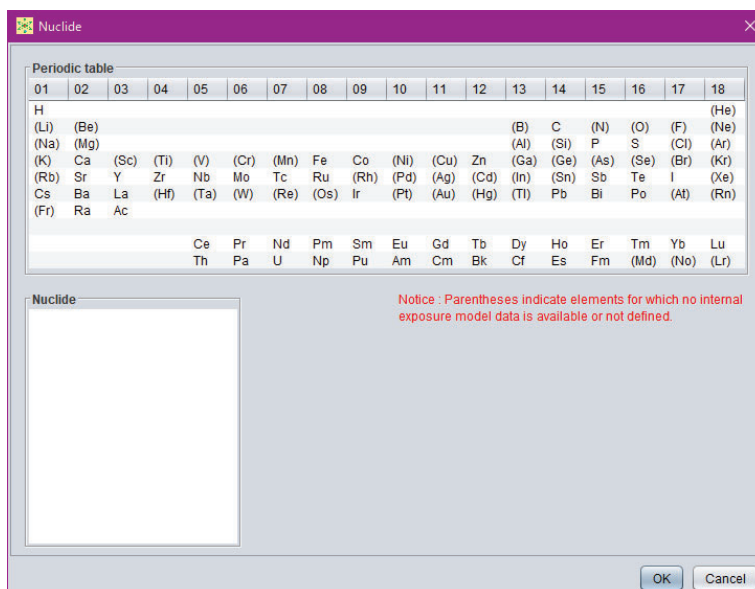 Nuclide
Periodic table
01 02 03 04 05 06 07 08 09 10 11 12 13 14 15 16 17 18
H (He)
(Li) (Be) (B) C (N) (O) (F) (Ne)
(Na) (Mg) (Al) (Si) P S (Cl) (Ar)
(K) Ca (Sc) (Ti) (V) (Cr) (Mn) Fe Co (Ni) (Cu) Zn (Ga) (Ge) (As) (Se) (Br) (Kr)
(Rb) Sr Y Zr Nb Mo Tc Ru (Rh) (Pd) (Ag) (Cd) (In) (Sn) Sb Te I (Xe)
Cs Ba La (Hf) (Ta) (W) (Re) (Os) Ir (Pt) (Au) (Hg) (Tl) Pb Bi Po (At) (Rn)
(Fr) Ra Ac
Ce Pr Nd Pm Sm Eu Gd Tb Dy Ho Er Tm Yb Lu
Th Pa U Np Pu Am Cm Bk Cf Es Fm (Md) (No) (Lr)
Nuclide
Notice : Parentheses indicate elements for which no internal
exposure model data is available or not defined.
OK Cancel